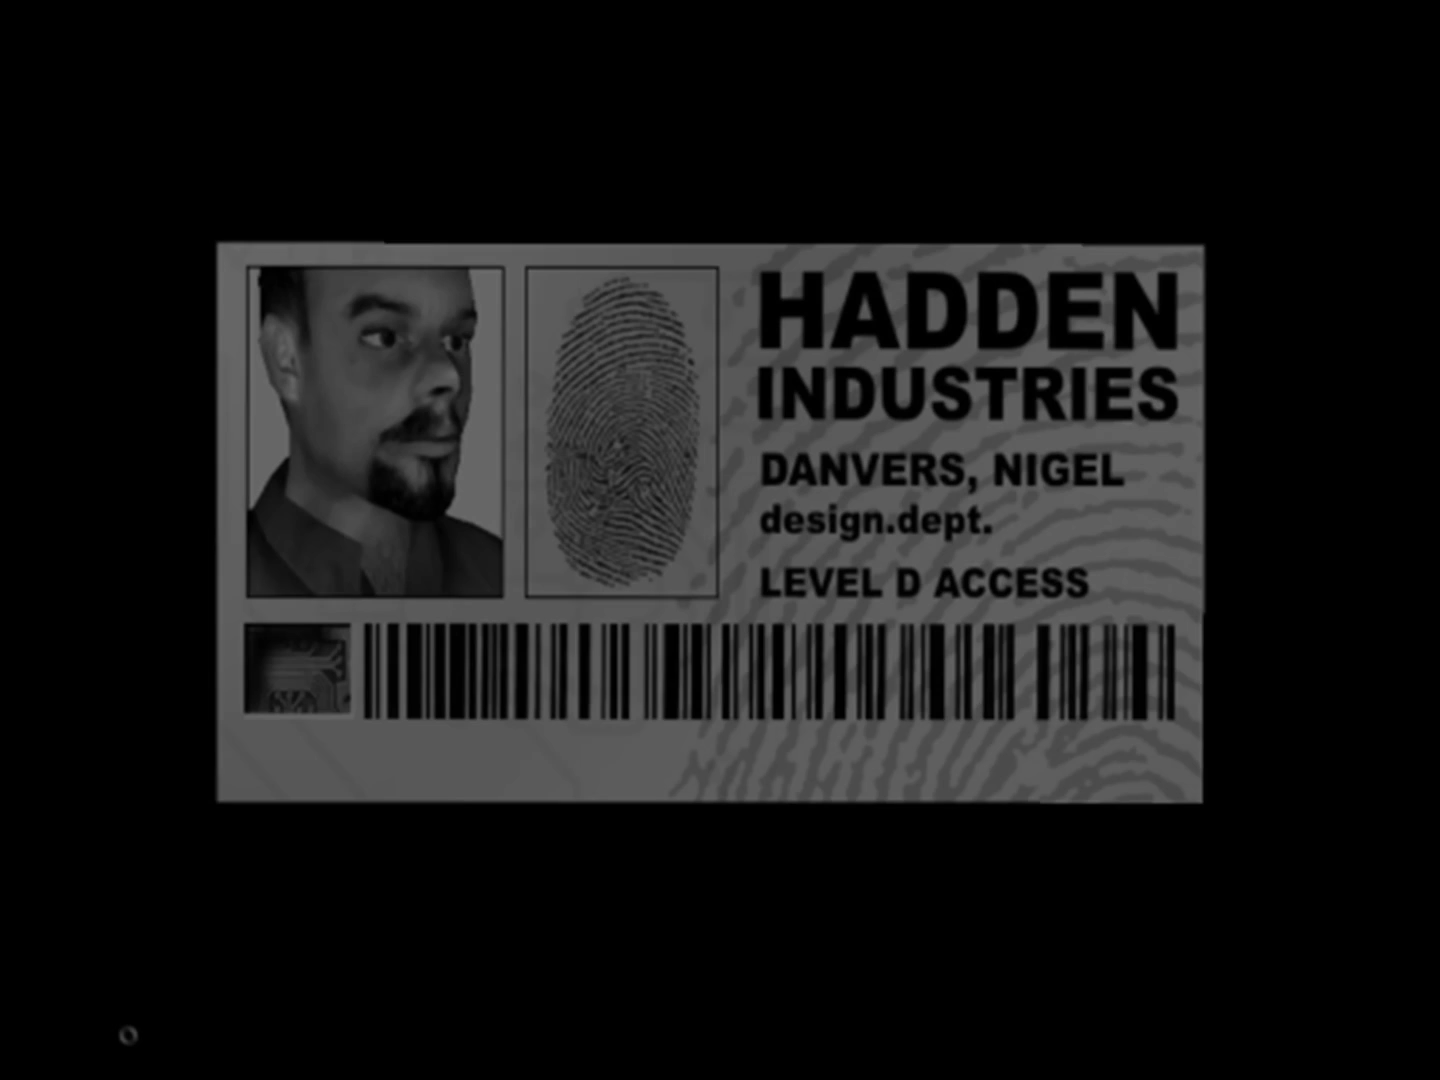 HADDEN
INDUSTRIES
DANVERS, NIGEL
design.dept.
LEVEL D ACCESS